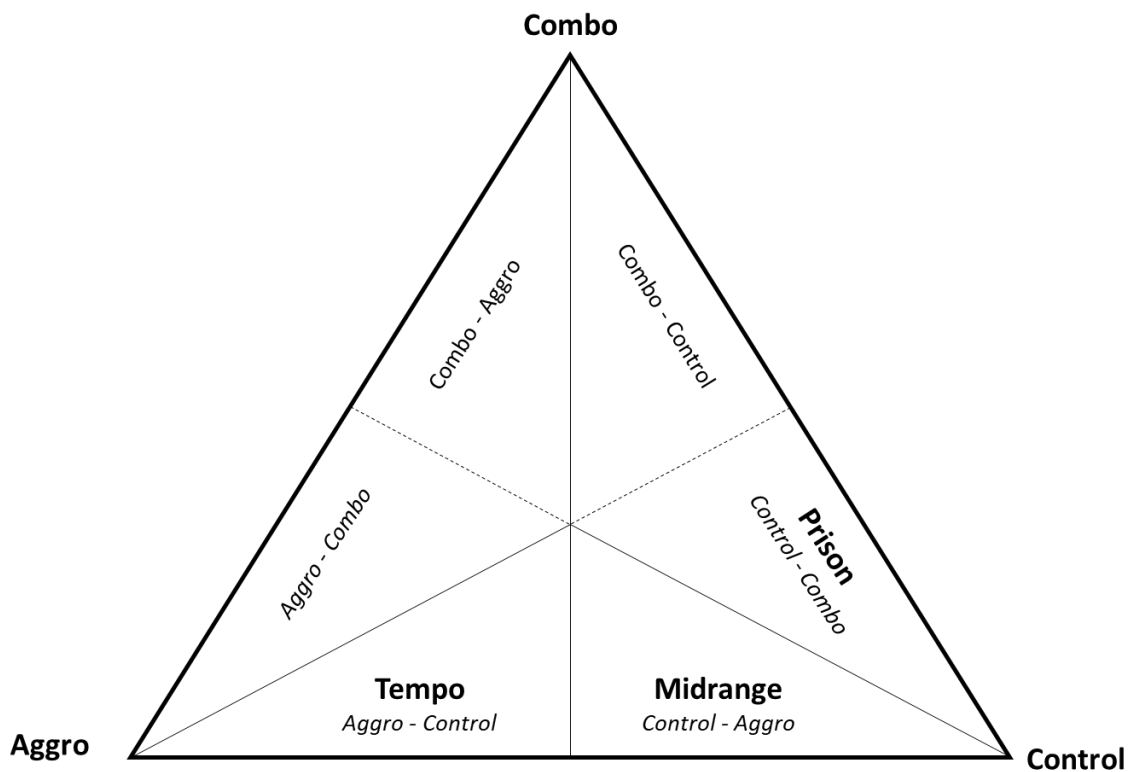 Combo
Combo - Aggro
Combo - Control
Aggro - Combo
Prison
Control - Combo
Tempo
Aggro - Control
Midrange
Control - Aggro
Aggro
Control